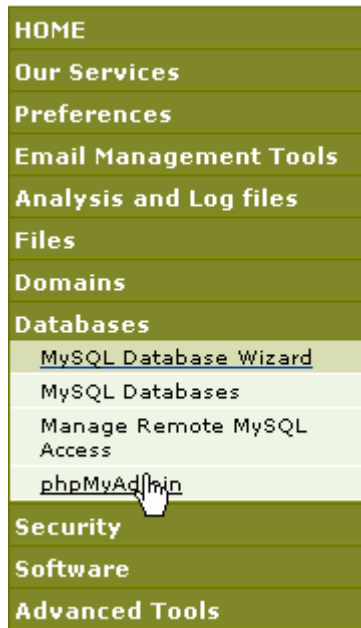 HOME
Our Services
Preferences
Email Management Tools
Analysis and Log files
Files
Domains
Databases
MySQL Database Wizard
MySQL Databases
Manage Remote MySQL
Access
phpMyAdmin
Security
Software
Advanced Tools